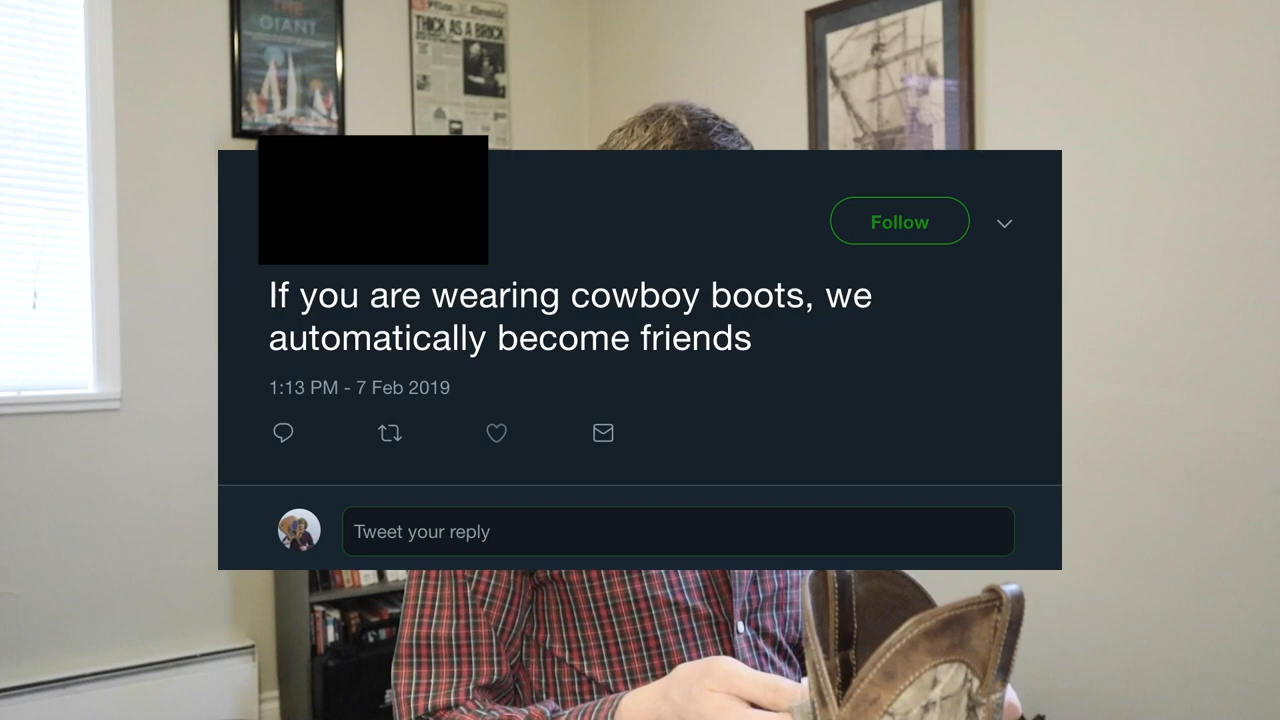 THE
GIANT
THICK AS A BRICK
Follow
If you are wearing cowboy boots, we
automatically become friends
1:13 PM - 7 Feb 2019
Tweet your reply